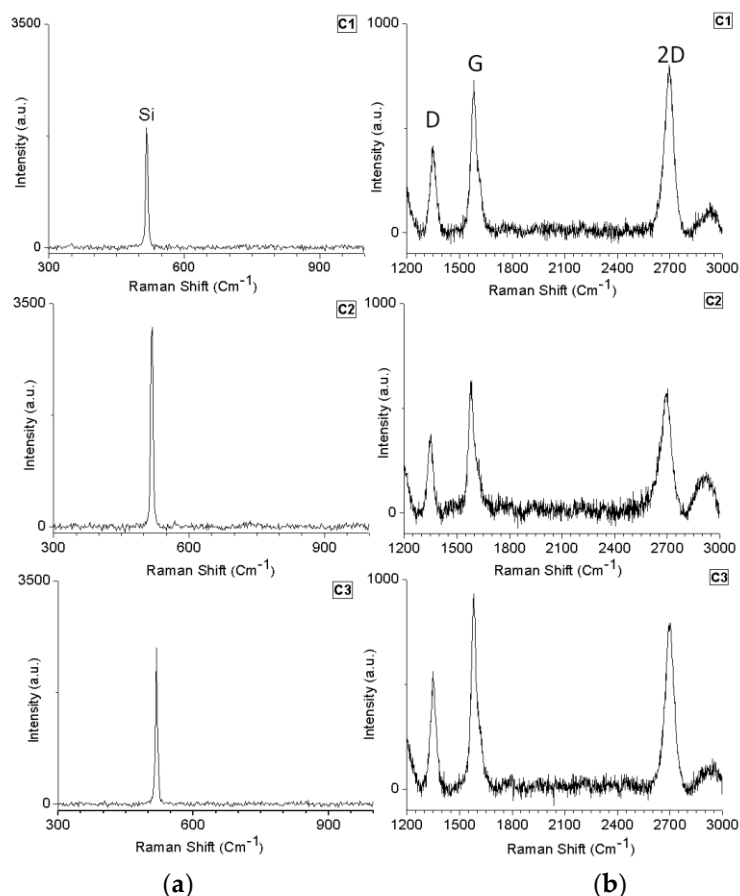 3500
C1
Si
Intensity (a.u.)
0
300 600 900
Raman Shift (Cm⁻¹)
1000
C1
D
G
2D
Intensity (a.u.)
0
1200 1500 1800 2100 2400 2700 3000
Raman Shift (Cm⁻¹)
3500
C2
Intensity (a.u.)
0
300 600 900
Raman Shift (Cm⁻¹)
1000
C2
Intensity (a.u.)
0
1200 1500 1800 2100 2400 2700 3000
Raman Shift (Cm⁻¹)
3500
C3
Intensity (a.u.)
0
300 600 900
Raman Shift (Cm⁻¹)
1000
C3
Intensity (a.u.)
0
1200 1500 1800 2100 2400 2700 3000
Raman Shift (Cm⁻¹)
(a)
(b)